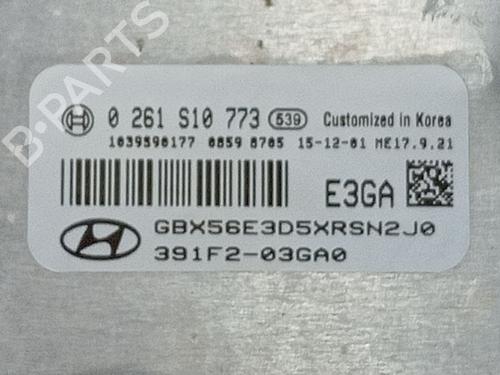 B-PARTS
0 261 S10 773 539 Customized in Korea
1039S90177 0859 8705 15-12-01 ME17.9.21
E3GA
GBX56E3D5XRSN2J0
391F2-03GA0